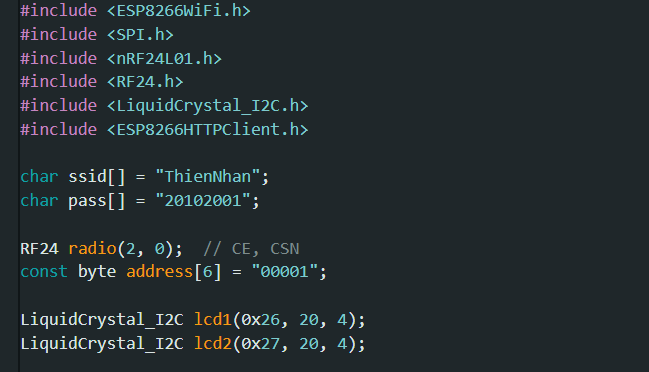 #include <ESP8266WiFi.h>
#include <SPI.h>
#include <nRF24L01.h>
#include <RF24.h>
#include <LiquidCrystal_I2C.h>
#include <ESP8266HTTPClient.h>
char ssid[] = "ThienNhan";
char pass[] = "20102001";
RF24 radio(2, 0);  // CE, CSN
const byte address[6] = "00001";
LiquidCrystal_I2C lcd1(0x26, 20, 4);
LiquidCrystal_I2C lcd2(0x27, 20, 4);